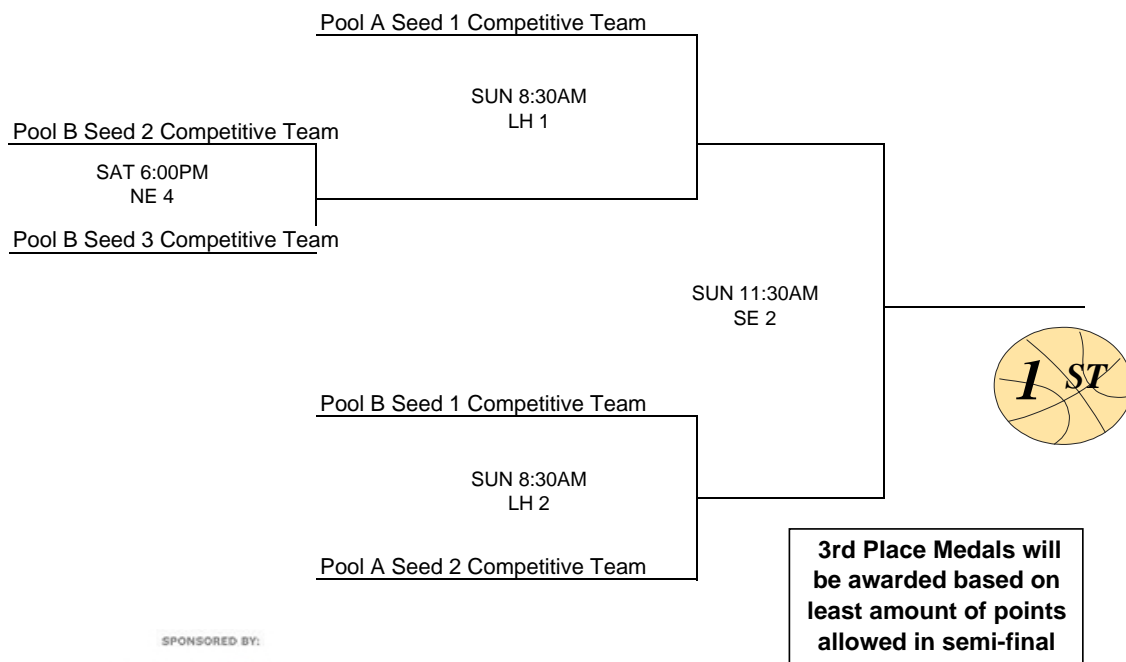 Pool A Seed 1 Competitive Team
SUN 8:30AM
LH 1
Pool B Seed 2 Competitive Team
SAT 6:00PM
NE 4
Pool B Seed 3 Competitive Team
SUN 11:30AM
SE 2
1 ST
Pool B Seed 1 Competitive Team
SUN 8:30AM
LH 2
Pool A Seed 2 Competitive Team
3rd Place Medals will
be awarded based on
least amount of points
allowed in semi-final
SPONSORED BY: